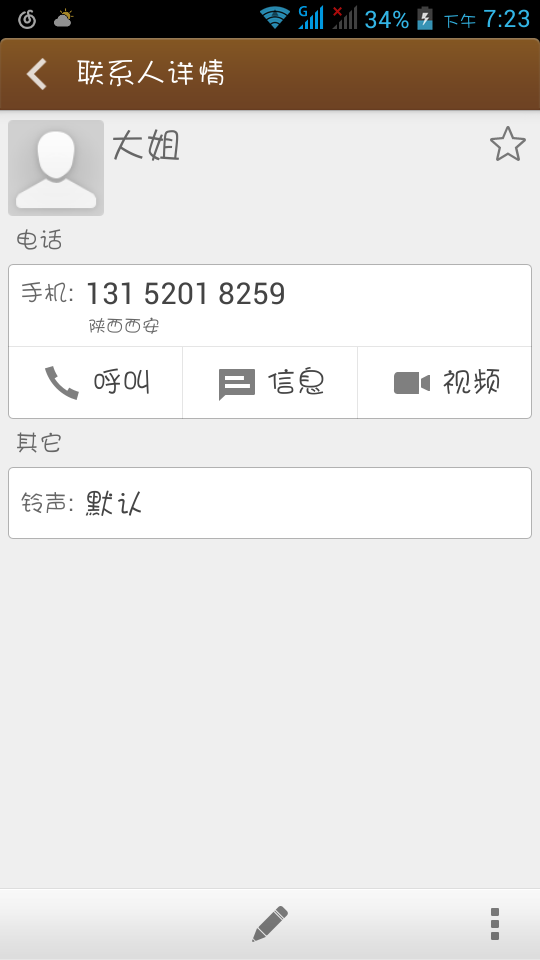 G 34% 下午 7:23
联系人详情
大姐
电话
手机: 131 5201 8259
陕西西安
呼叫 信息 视频
其它
铃声: 默认